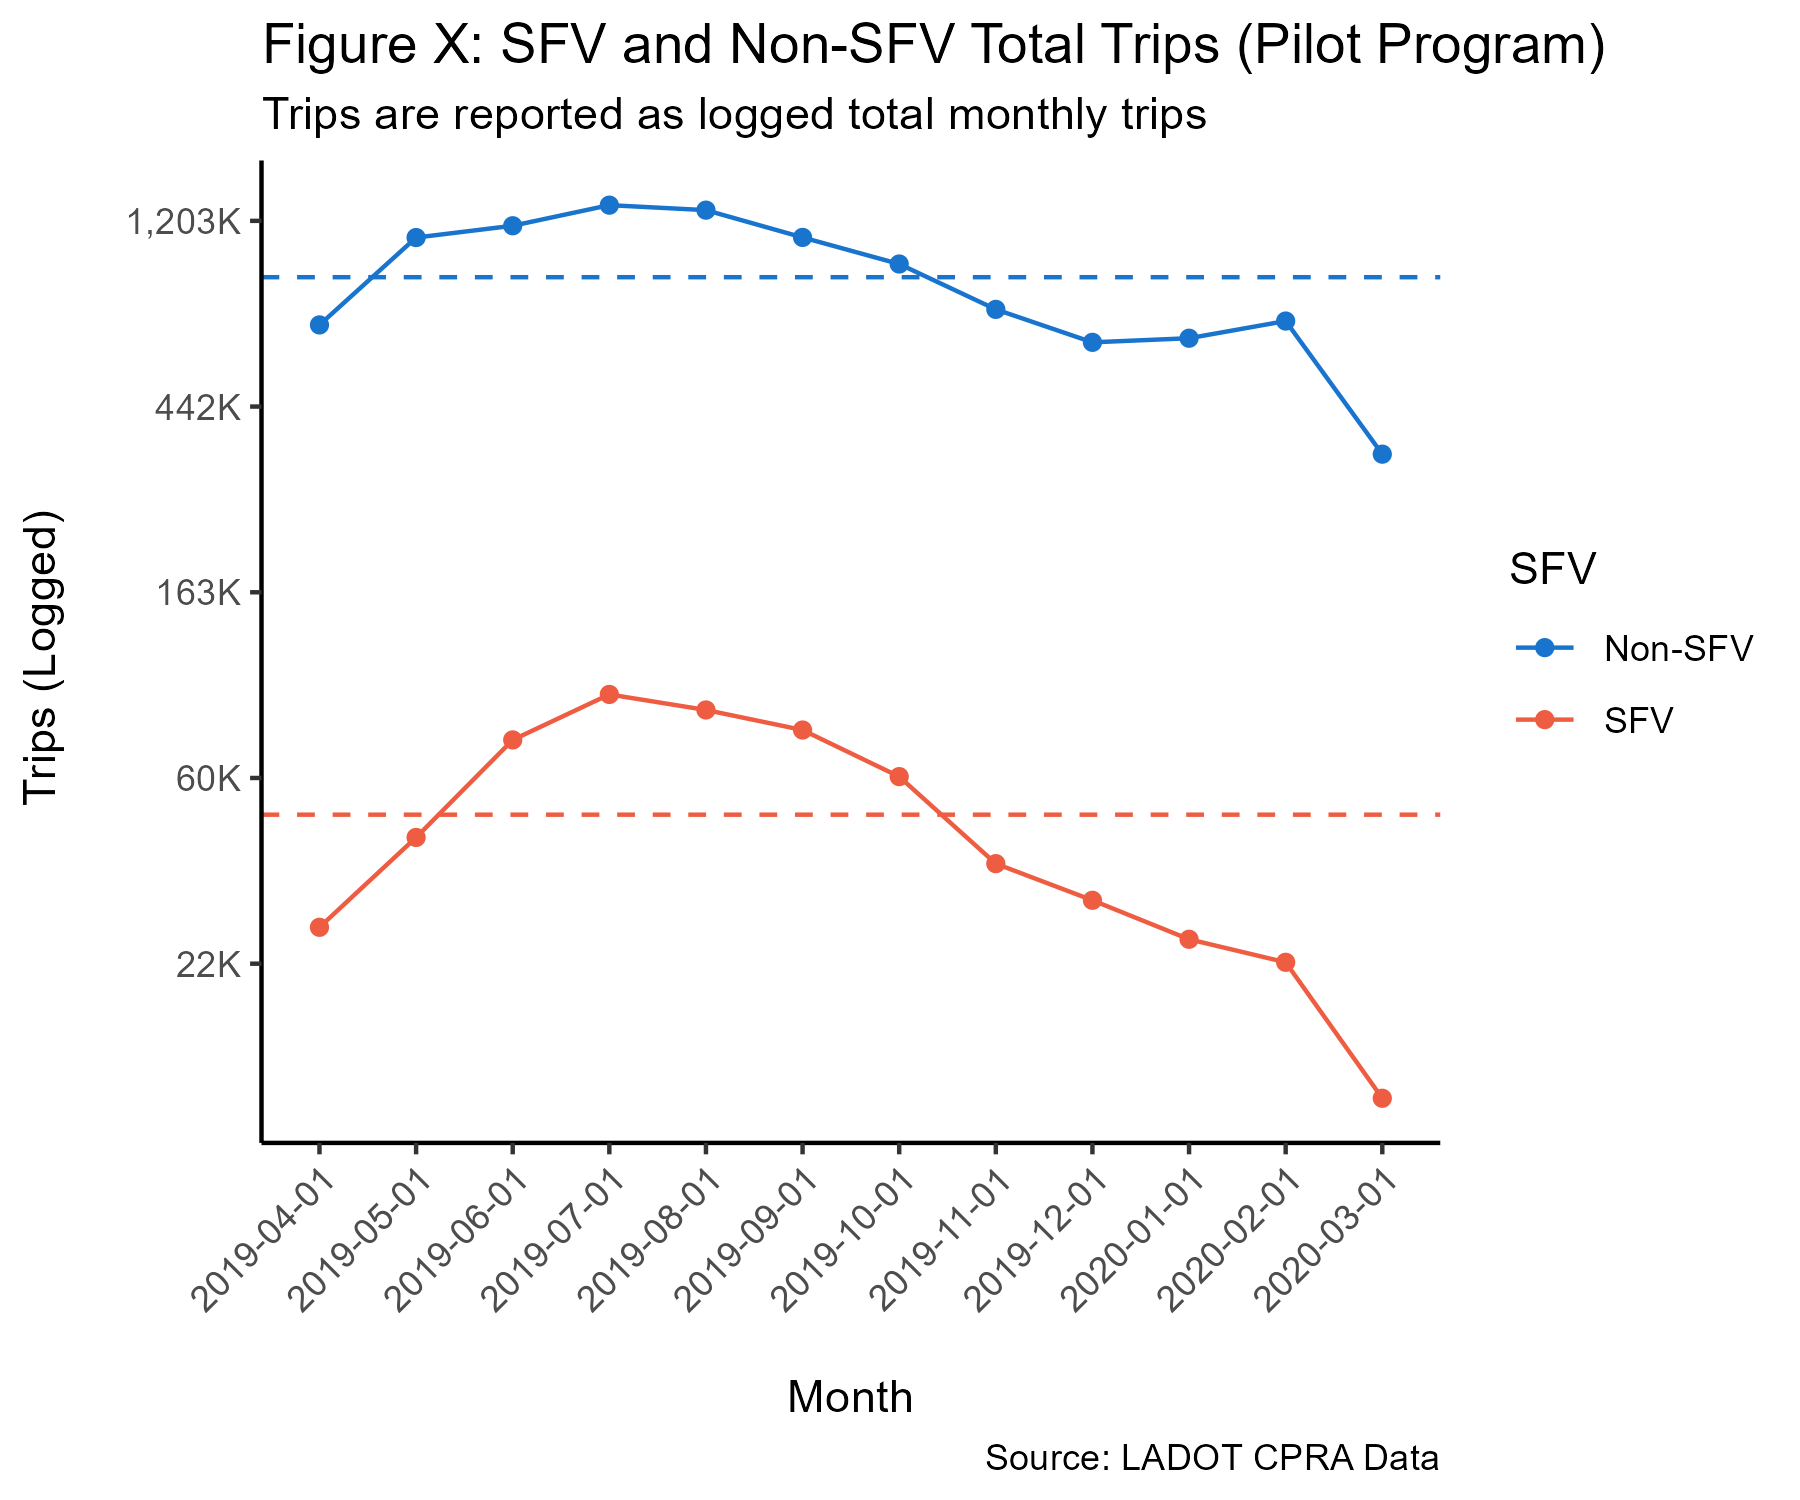 Figure X: SFV and Non-SFV Total Trips (Pilot Program)
Trips are reported as logged total monthly trips
Trips (Logged)
1,203K
442K
163K
60K
22K
SFV
Non-SFV
SFV
2019-04-01
2019-05-01
2019-06-01
2019-07-01
2019-08-01
2019-09-01
2019-10-01
2019-11-01
2019-12-01
2020-01-01
2020-02-01
2020-03-01
Month
Source: LADOT CPRA Data